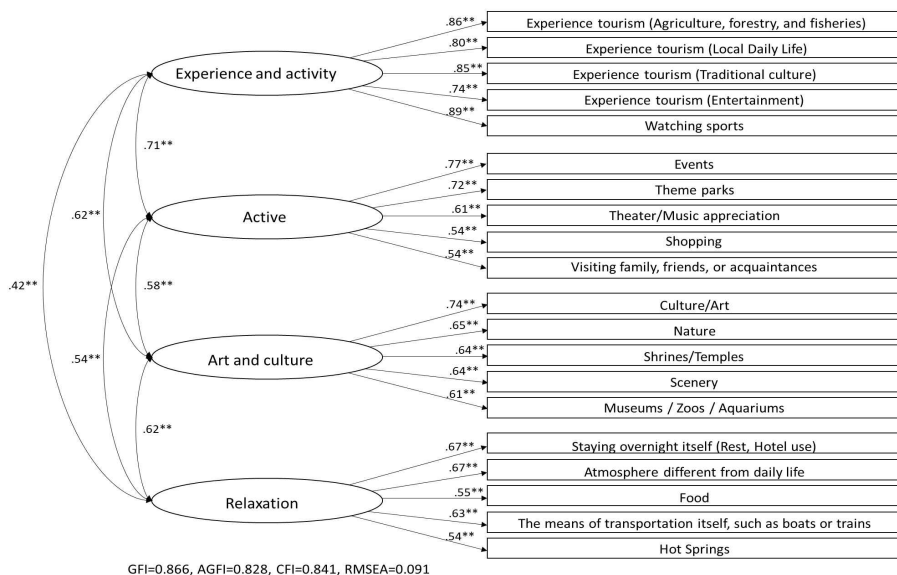 .86** Experience tourism (Agriculture, forestry, and fisheries)
.80** Experience tourism (Local Daily Life)
Experience and activity .85** Experience tourism (Traditional culture)
.74** Experience tourism (Entertainment)
.89** Watching sports
.71**
.77** Events
.72** Theme parks
.62** Active .61** Theater/Music appreciation
.54** Shopping
.54** Visiting family, friends, or acquaintances
.42** .58**
.74** Culture/Art
.65** Nature
.54** Art and culture .64** Shrines/Temples
.64** Scenery
.61** Museums / Zoos / Aquariums
.62**
.67** Staying overnight itself (Rest, Hotel use)
.67** Atmosphere different from daily life
Relaxation .55** Food
.63** The means of transportation itself, such as boats or trains
.54** Hot Springs
GFI=0.866, AGFI=0.828, CFI=0.841, RMSEA=0.091